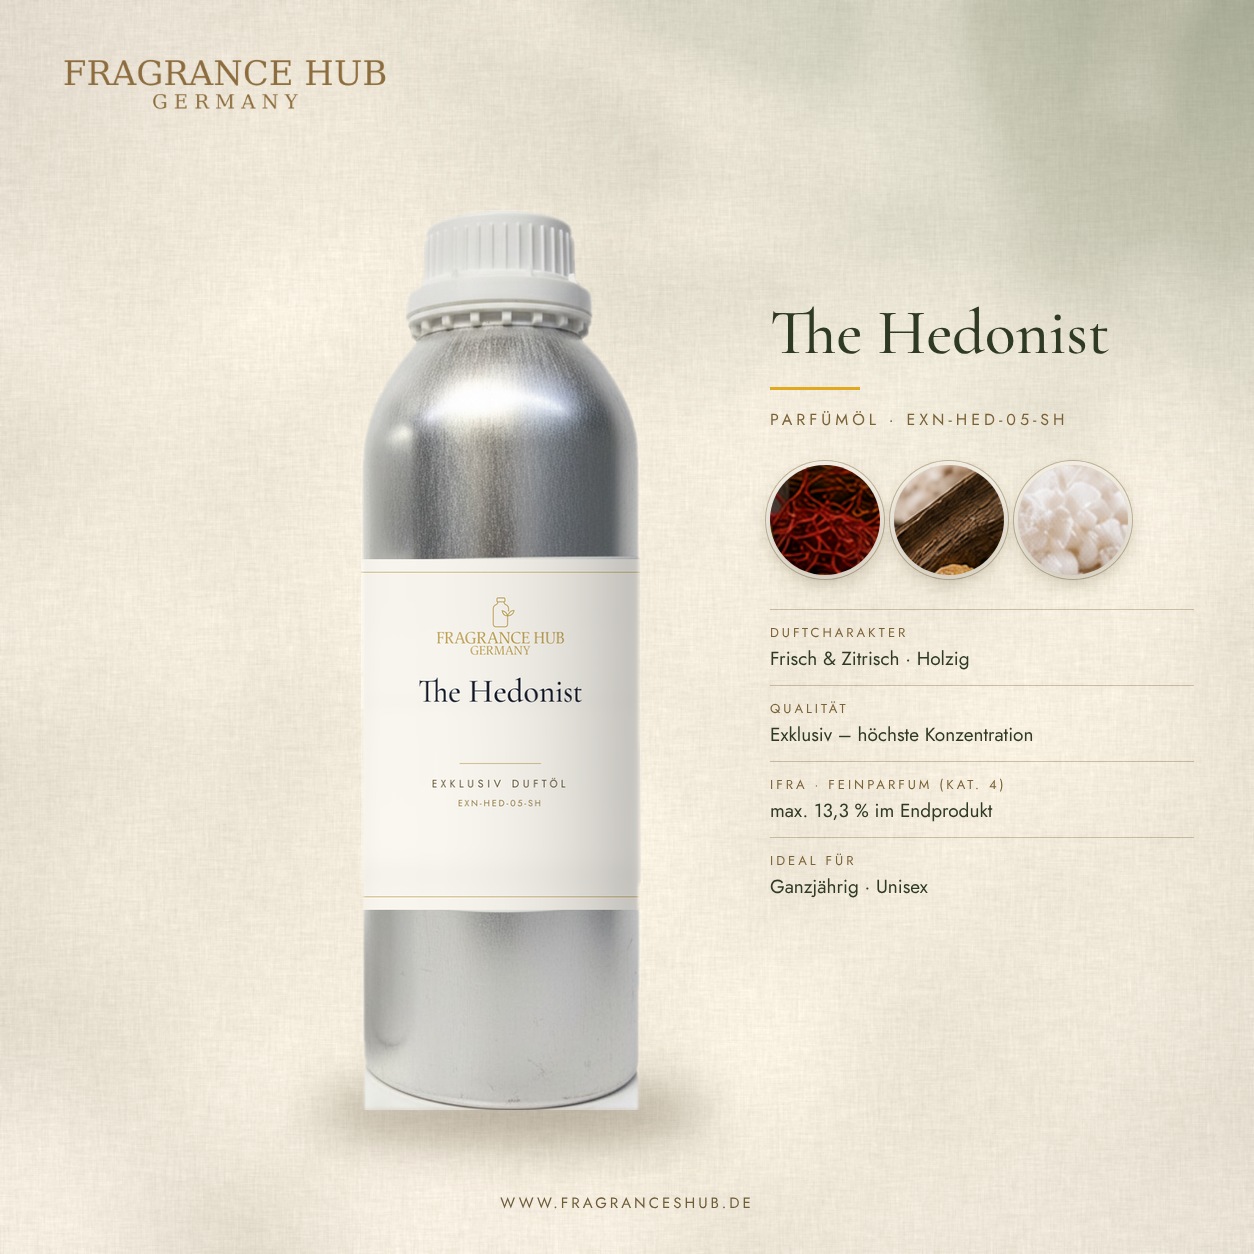 FRAGRANCE HUB
GERMANY
The Hedonist
PARFÜMÖL · EXN-HED-05-SH
DUFTCHARAKTER
Frisch & Zitrisch · Holzig
QUALITÄT
Exklusiv – höchste Konzentration
IFRA · FEINPARFUM (KAT. 4)
max. 13,3 % im Endprodukt
IDEAL FÜR
Ganzjährig · Unisex
FRAGRANCE HUB
GERMANY
The Hedonist
EXKLUSIV DUFTÖL
EXN-HED-05-SH
WWW.FRAGRANCESHUB.DE